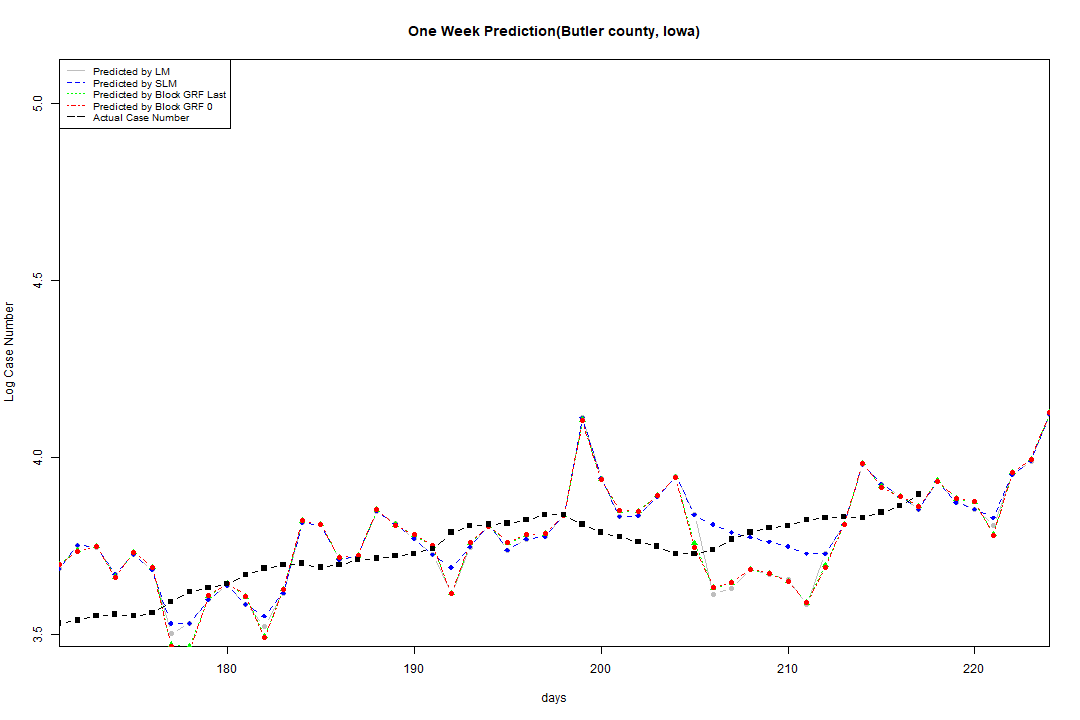 One Week Prediction(Butler county, Iowa)
Predicted by LM
Predicted by SLM
Predicted by Block GRF Last
Predicted by Block GRF 0
Actual Case Number
Log Case Number
5.0
4.5
4.0
3.5
180 190 200 210 220
days